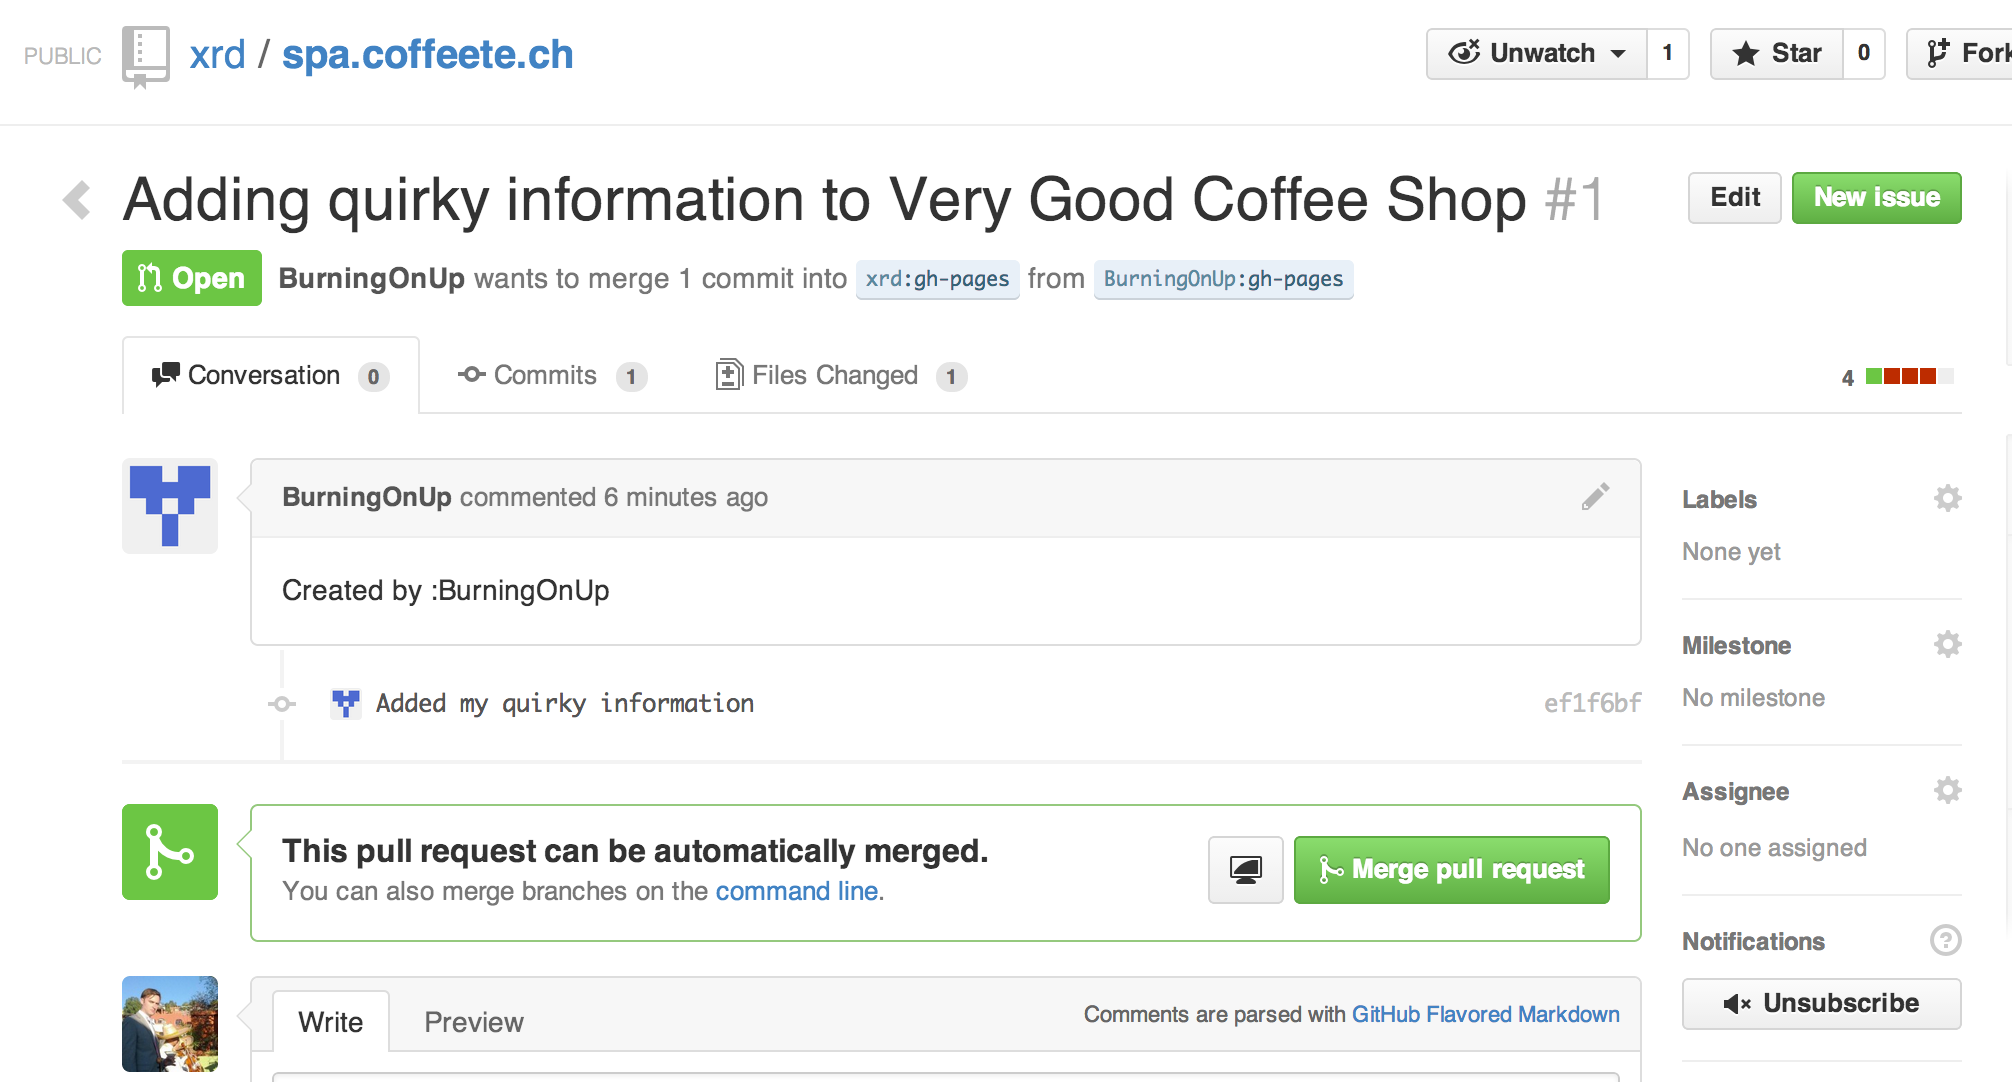 PUBLIC xrd / spa.coffeete.ch Unwatch 1 Star 0 Fork
Adding quirky information to Very Good Coffee Shop #1 Edit New issue
Open BurningOnUp wants to merge 1 commit into xrd:gh-pages from BurningOnUp:gh-pages
Conversation 0 Commits 1 Files Changed 1 4
BurningOnUp commented 6 minutes ago
Created by :BurningOnUp
Added my quirky information ef1f6bf
This pull request can be automatically merged.
You can also merge branches on the command line.
Merge pull request
Write Preview Comments are parsed with GitHub Flavored Markdown
Labels
None yet
Milestone
No milestone
Assignee
No one assigned
Notifications
Unsubscribe